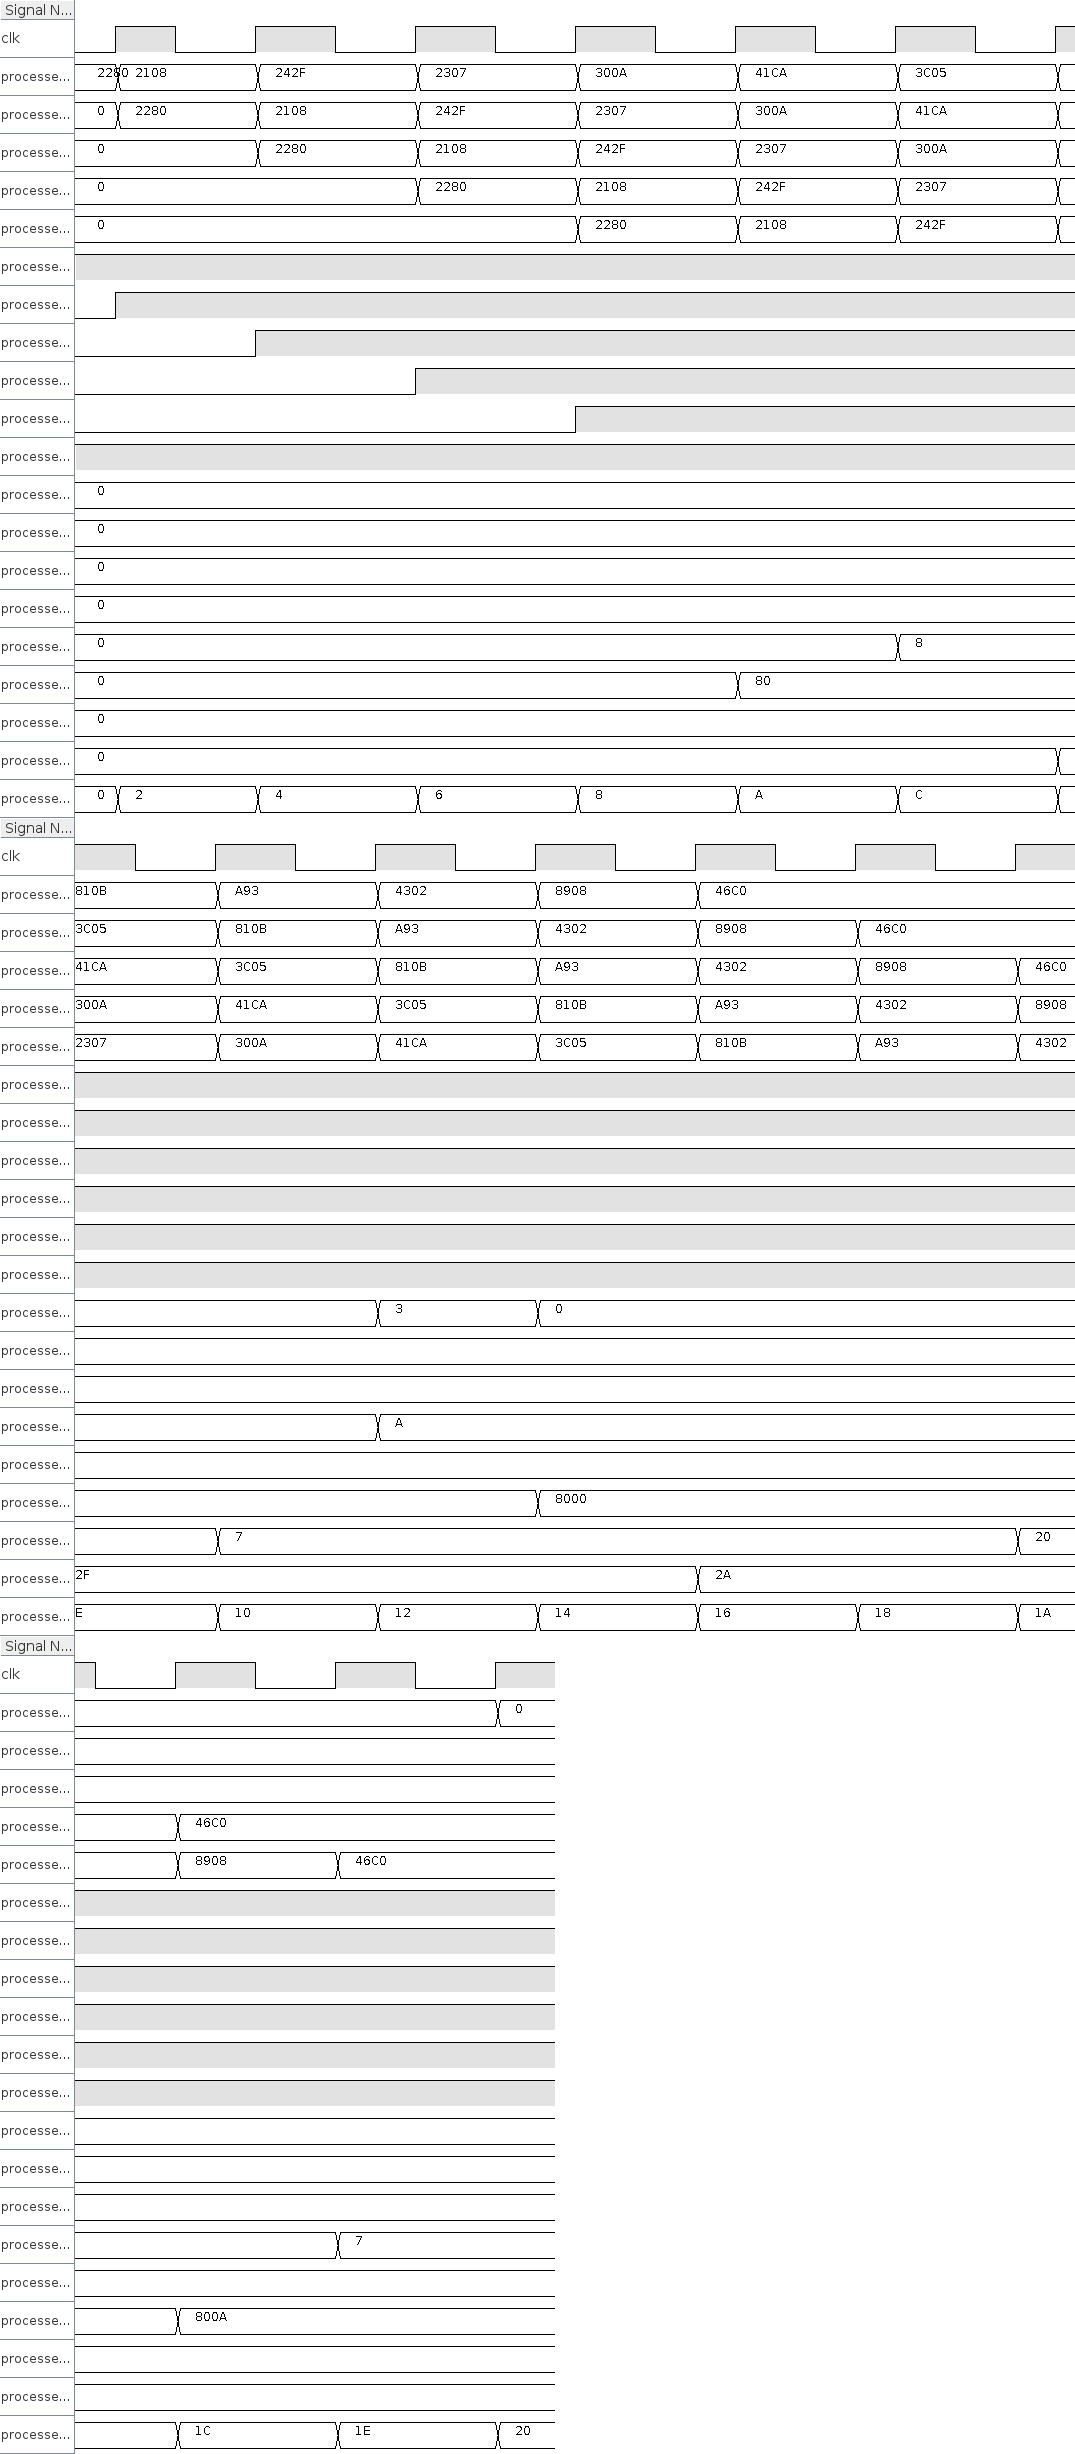 Signal N...
clk
processe... 2280 2108 242F 2307 300A 41CA 3C05
processe... 0 2280 2108 242F 2307 300A 41CA
processe... 0 2280 2108 242F 2307 300A
processe... 0 2280 2108 242F 2307
processe... 0 2280 2108 242F
processe...
processe...
processe...
processe...
processe...
processe...
processe... 0
processe... 0
processe... 0
processe... 0
processe... 0 8
processe... 0 80
processe... 0
processe... 0
processe... 0 2 4 6 8 A C
Signal N...
clk
processe... 810B A93 4302 8908 46C0
processe... 3C05 810B A93 4302 8908 46C0
processe... 41CA 3C05 810B A93 4302 8908 46C0
processe... 300A 41CA 3C05 810B A93 4302 8908
processe... 2307 300A 41CA 3C05 810B A93 4302
processe...
processe...
processe...
processe...
processe...
processe...
processe... 3 0
processe...
processe...
processe... A
processe...
processe... 8000
processe... 7 20
processe... 2F 2A
processe... E 10 12 14 16 18 1A
Signal N...
clk
processe... 0
processe...
processe...
processe... 46C0
processe... 8908 46C0
processe...
processe...
processe...
processe...
processe...
processe...
processe...
processe...
processe...
processe... 7
processe...
processe... 800A
processe...
processe...
processe... 1C 1E 20